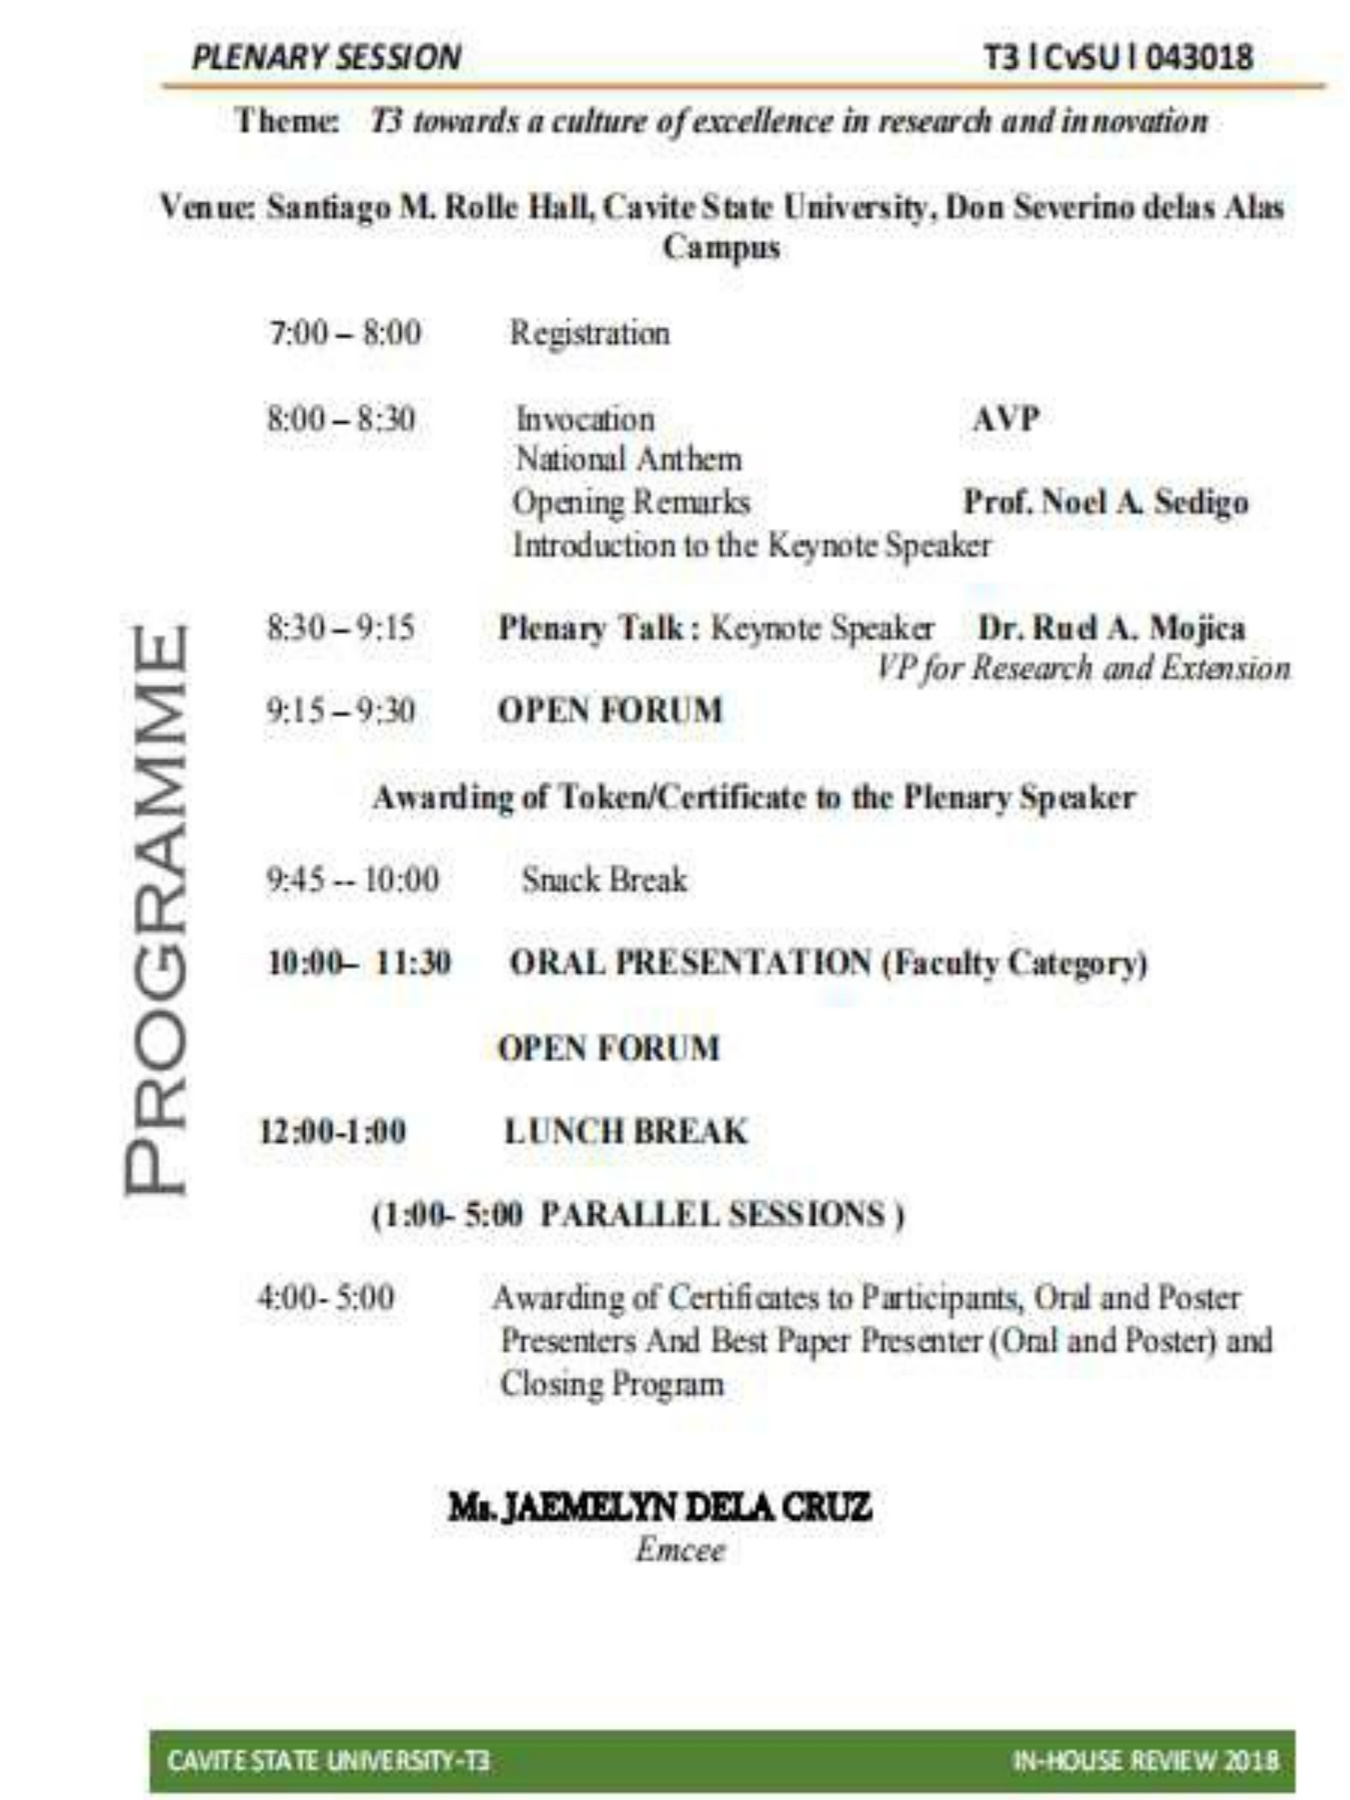 PLENARY SESSION T3 l CvSU l 043018
Theme: T3 towards a culture of excellence in research and innovation
Venue: Santiago M. Rolle Hall, Cavite State University, Don Severino delas Alas
Campus
7:00 – 8:00 Registration
8:00 – 8:30 Invocation AVP
National Anthem
Opening Remarks Prof. Noel A. Sedigo
Introduction to the Keynote Speaker
8:30 – 9:15 Plenary Talk : Keynote Speaker Dr. Ruel A. Mojica
VP for Research and Extension
9:15 – 9:30 OPEN FORUM
Awarding of Token/Certificate to the Plenary Speaker
9:45 -- 10:00 Snack Break
10:00– 11:30 ORAL PRESENTATION (Faculty Category)
OPEN FORUM
12:00-1:00 LUNCH BREAK
(1:00- 5:00 PARALLEL SESSIONS )
4:00- 5:00 Awarding of Certificates to Participants, Oral and Poster
Presenters And Best Paper Presenter (Oral and Poster) and
Closing Program
PROGRAMME
Ms. JAEMELYN DELA CRUZ
Emcee
CAVITE STATE UNIVERSITY-T3 IN-HOUSE REVIEW 2018